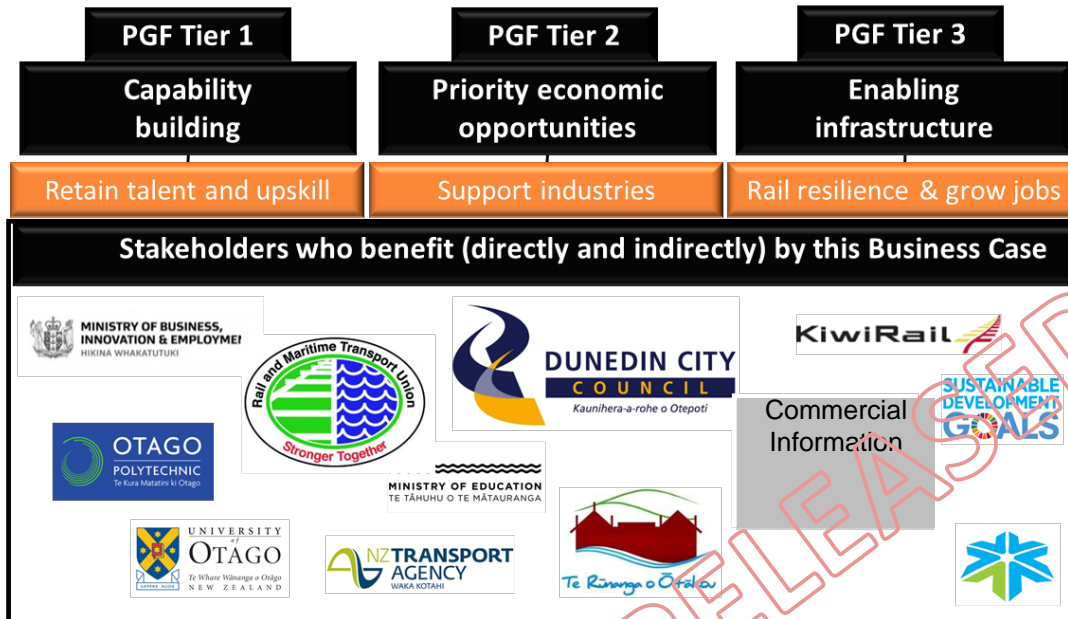 PGF Tier 1
PGF Tier 2
PGF Tier 3
Capability
building
Priority economic
opportunities
Enabling
infrastructure
Retain talent and upskill
Support industries
Rail resilience & grow jobs
Stakeholders who benefit (directly and indirectly) by this Business Case
MINISTRY OF BUSINESS,
INNOVATION & EMPLOYME
HIKINA WHAKATUTUKI
Rail and Maritime Transport Union
Stronger Together
DUNEDIN CITY
COUNCIL
Kaunihera-a-rohe o Otepoti
KiwiRail
SUSTAINABLE
DEVELOPMENT
GOALS
Commercial
Information
OTAGO
POLYTECHNIC
Te Kura Matatini ki Otago
MINISTRY OF EDUCATION
TE TĀHUHU O TE MĀTAURANGA
UNIVERSITY
of
OTAGO
Te Whare Wānanga o Otāgo
NEW ZEALAND
SAPERE AUDE
NZ TRANSPORT
AGENCY
WAKA KOTAHI
Te Rūnanga o Ōtākou
RELEASED